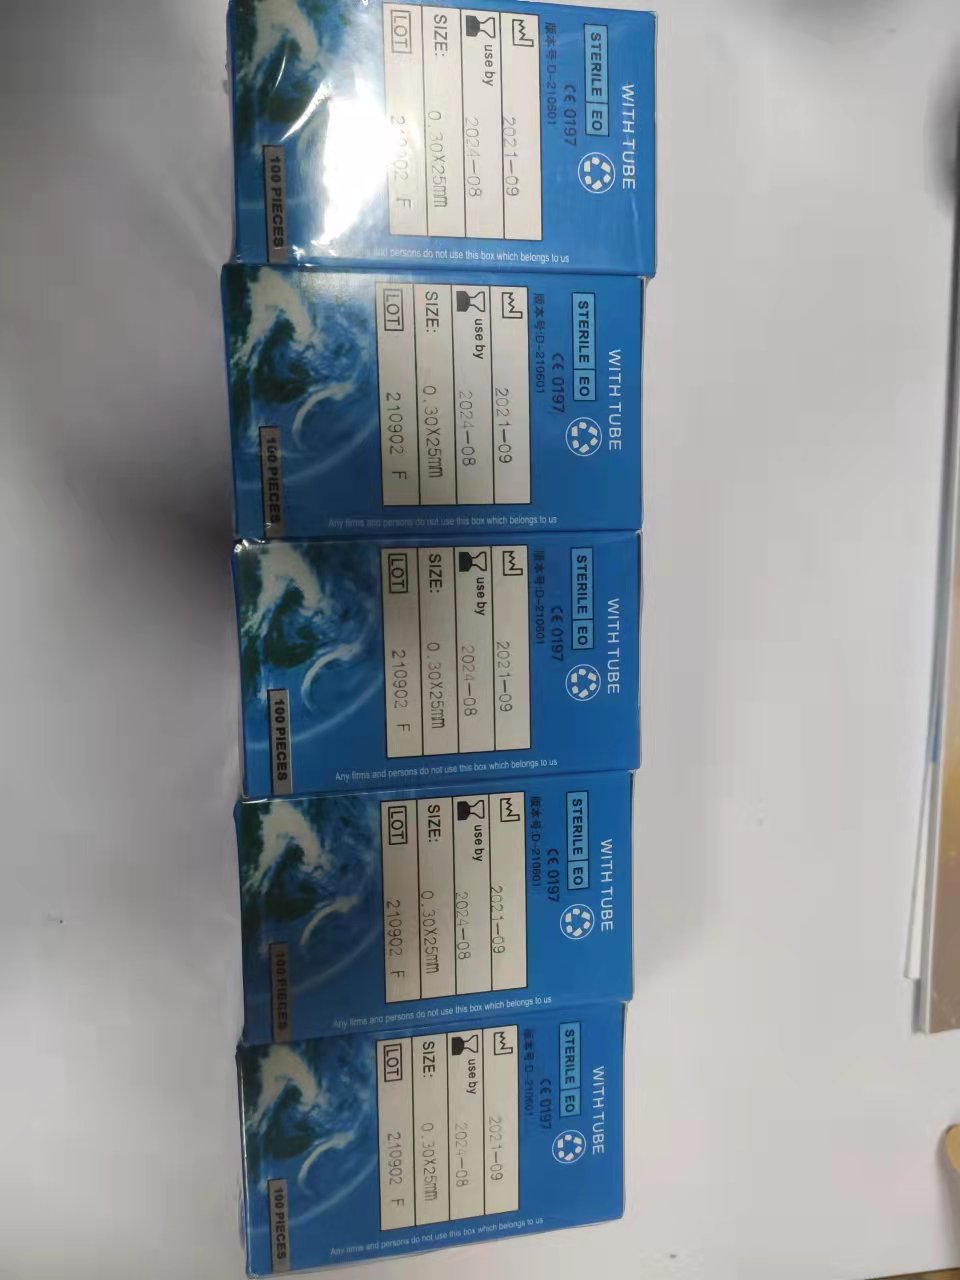 WITH TUBE
STERILE EO
CE 0197
版本号:D-210601
2021-09
use by 2024-08
SIZE: 0.30X25mm
LOT 210902 F
100 PIECES
and persons do not use this box which belongs to us
WITH TUBE
STERILE EO
CE 0197
版本号:D-210601
2021-09
use by 2024-08
SIZE: 0.30X25mm
LOT 210902 F
100 PIECES
Any firms and persons do not use this box which belongs to us
WITH TUBE
STERILE EO
CE 0197
版本号:D-210601
2021-09
use by 2024-08
SIZE: 0.30X25mm
LOT 210902 F
100 PIECES
Any firms and persons do not use this box which belongs to us
WITH TUBE
STERILE EO
CE 0197
版本号:D-210601
2021-09
use by 2024-08
SIZE: 0.30X25mm
LOT 210902 F
100 PIECES
Any firms and persons do not use this box which belongs to us
WITH TUBE
STERILE EO
CE 0197
版本号:D-210601
2021-09
use by 2024-08
SIZE: 0.30X25mm
LOT 210902 F
100 PIECES
Any firms and persons do not use this box which belongs to us